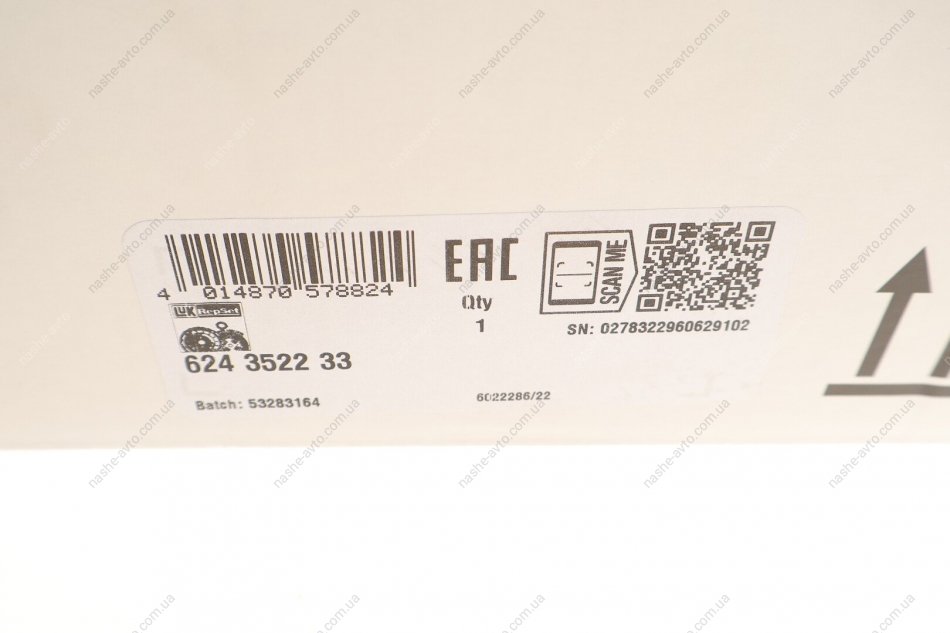 4 014870 578824
EAC
SCAN ME
Qty
1
SN: 0278322960629102
LuK RepSet
624 3522 33
Batch: 53283164
6022286/22
nashe-avto.com.ua